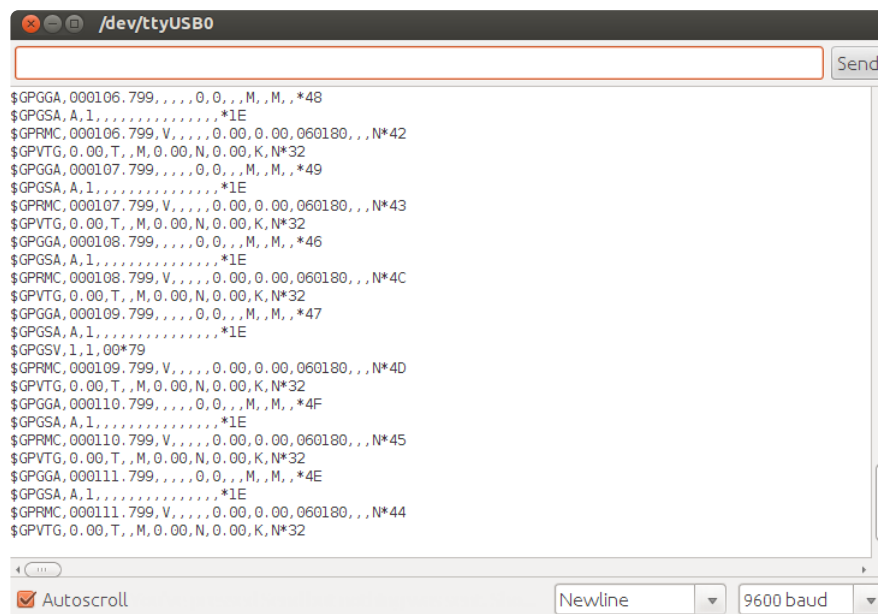 /dev/ttyUSB0
Send
$GPGGA,000106.799,,,,,0,0,,,M,,M,,*48
$GPGSA,A,1,,,,,,,,,,,,,,,*1E
$GPRMC,000106.799,V,,,,,0.00,0.00,060180,,,N*42
$GPVTG,0.00,T,,M,0.00,N,0.00,K,N*32
$GPGGA,000107.799,,,,,0,0,,,M,,M,,*49
$GPGSA,A,1,,,,,,,,,,,,,,,*1E
$GPRMC,000107.799,V,,,,,0.00,0.00,060180,,,N*43
$GPVTG,0.00,T,,M,0.00,N,0.00,K,N*32
$GPGGA,000108.799,,,,,0,0,,,M,,M,,*46
$GPGSA,A,1,,,,,,,,,,,,,,,*1E
$GPRMC,000108.799,V,,,,,0.00,0.00,060180,,,N*4C
$GPVTG,0.00,T,,M,0.00,N,0.00,K,N*32
$GPGGA,000109.799,,,,,0,0,,,M,,M,,*47
$GPGSA,A,1,,,,,,,,,,,,,,,*1E
$GPGSV,1,1,00*79
$GPRMC,000109.799,V,,,,,0.00,0.00,060180,,,N*4D
$GPVTG,0.00,T,,M,0.00,N,0.00,K,N*32
$GPGGA,000110.799,,,,,0,0,,,M,,M,,*4F
$GPGSA,A,1,,,,,,,,,,,,,,,*1E
$GPRMC,000110.799,V,,,,,0.00,0.00,060180,,,N*45
$GPVTG,0.00,T,,M,0.00,N,0.00,K,N*32
$GPGGA,000111.799,,,,,0,0,,,M,,M,,*4E
$GPGSA,A,1,,,,,,,,,,,,,,,*1E
$GPRMC,000111.799,V,,,,,0.00,0.00,060180,,,N*44
$GPVTG,0.00,T,,M,0.00,N,0.00,K,N*32
Autoscroll
Newline
9600 baud